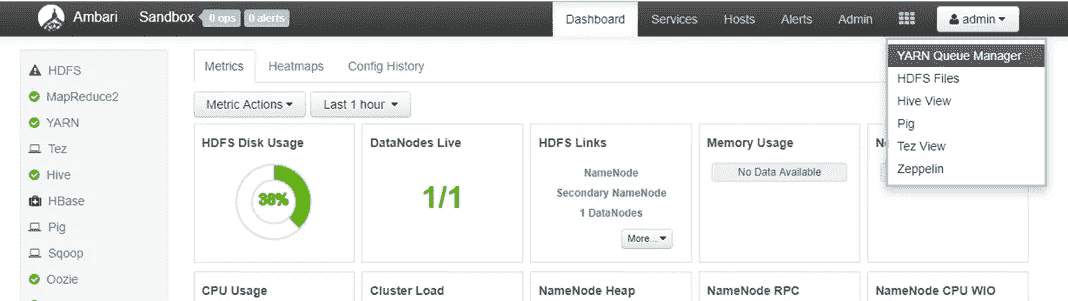 Ambari Sandbox 0 ops 0 alerts Dashboard Services Hosts Alerts Admin admin
YARN Queue Manager
HDFS Files
Hive View
Pig
Tez View
Zeppelin
HDFS
MapReduce2
YARN
Tez
Hive
HBase
Pig
Sqoop
Oozie
Metrics Heatmaps Config History
Metric Actions Last 1 hour
HDFS Disk Usage
38%
DataNodes Live
1/1
HDFS Links
NameNode
Secondary NameNode
1 DataNodes
More...
Memory Usage
No Data Available
CPU Usage
Cluster Load
NameNode Heap
NameNode RPC
NameNode CPU WIO